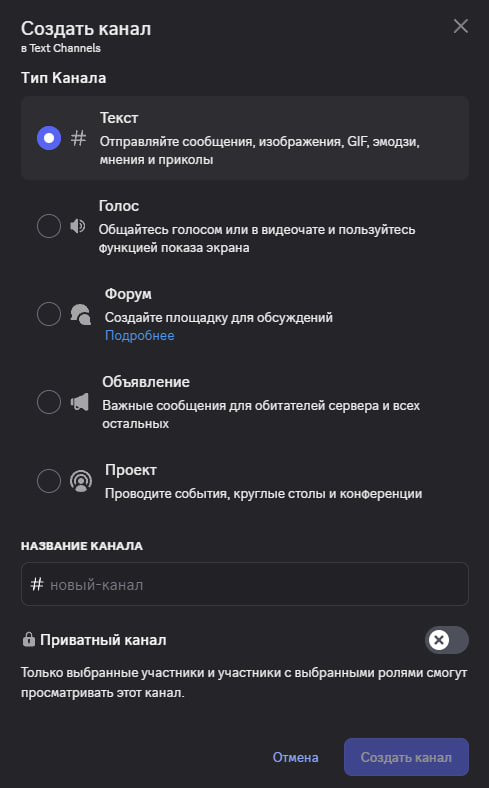 Создать канал
в Text Channels
Тип Канала
Текст
Отправляйте сообщения, изображения, GIF, эмодзи,
мнения и приколы
Голос
Общайтесь голосом или в видеочате и пользуйтесь
функцией показа экрана
Форум
Создайте площадку для обсуждений
Подробнее
Объявление
Важные сообщения для обитателей сервера и всех
остальных
Проект
Проводите события, круглые столы и конференции
НАЗВАНИЕ КАНАЛА
# новый-канал
Приватный канал
Только выбранные участники и участники с выбранными ролями смогут
просматривать этот канал.
Отмена
Создать канал